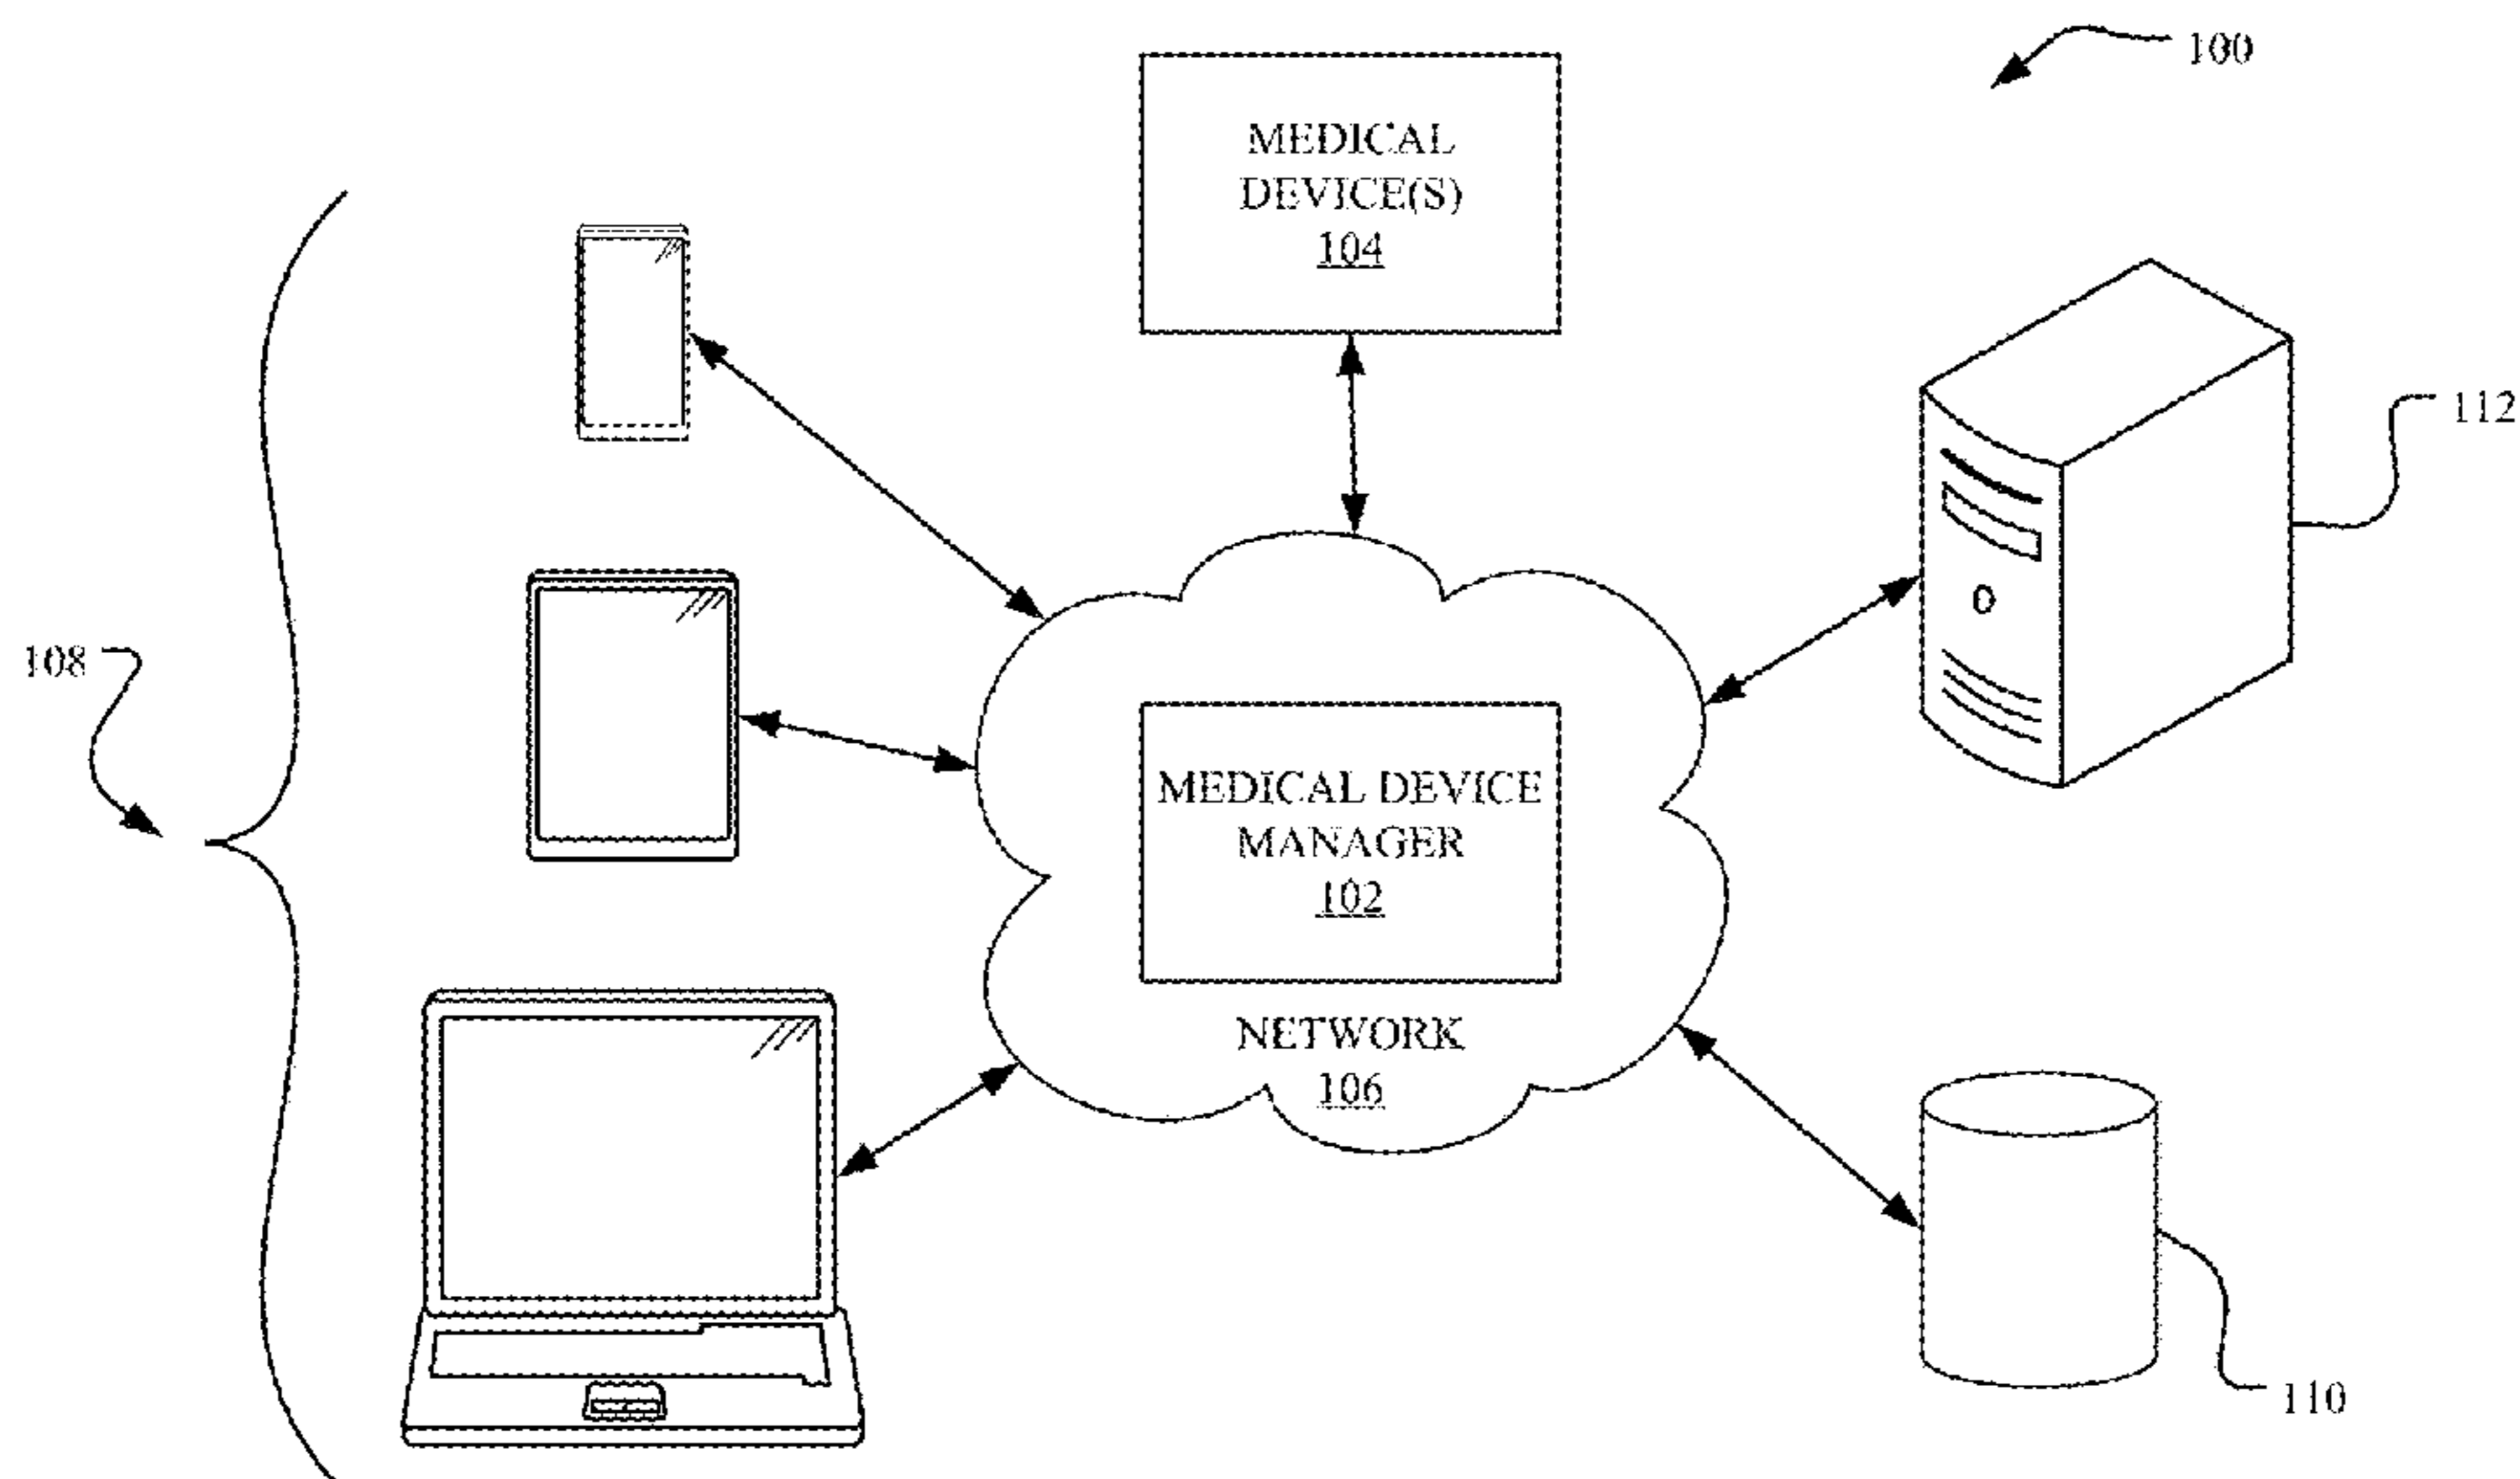 100
MEDICAL
DEVICE(S)
104
112
108
MEDICAL DEVICE
MANAGER
102
NETWORK
106
110